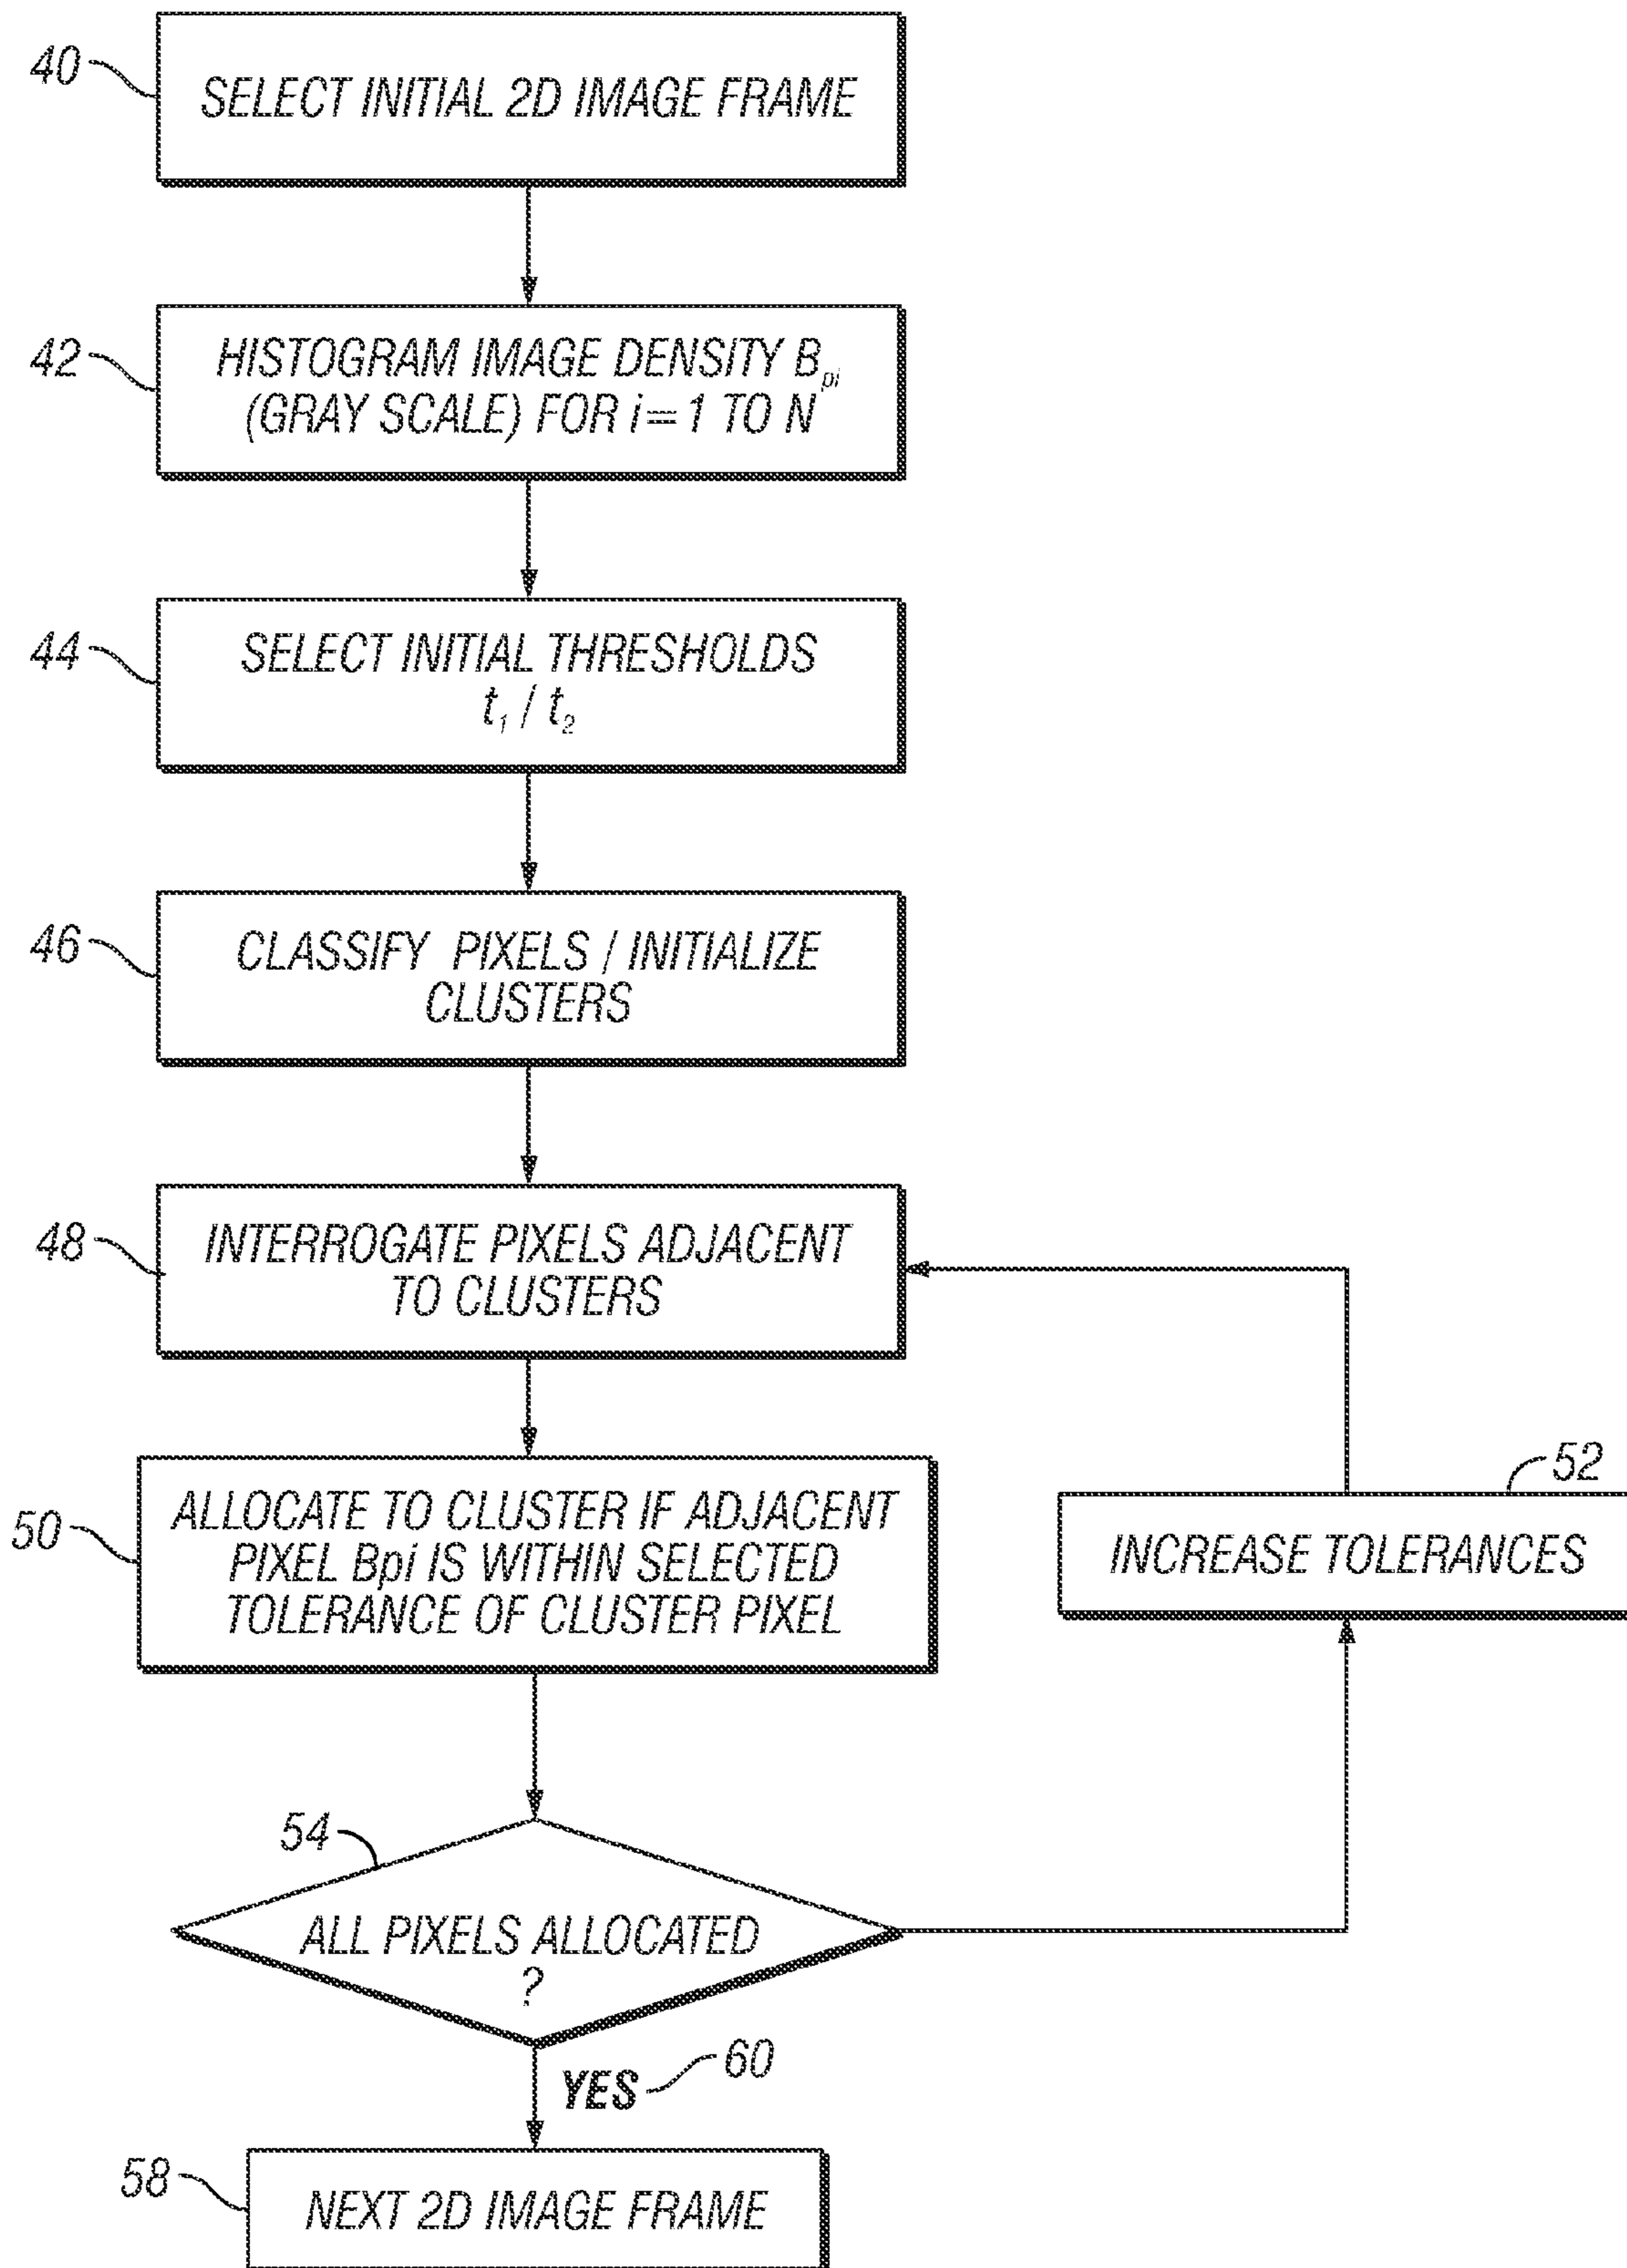 40
SELECT INITIAL 2D IMAGE FRAME
42
HISTOGRAM IMAGE DENSITY B_pi
(GRAY SCALE) FOR i=1 TO N
44
SELECT INITIAL THRESHOLDS
t_1 / t_2
46
CLASSIFY PIXELS / INITIALIZE
CLUSTERS
48
INTERROGATE PIXELS ADJACENT
TO CLUSTERS
50
ALLOCATE TO CLUSTER IF ADJACENT
PIXEL Bpi IS WITHIN SELECTED
TOLERANCE OF CLUSTER PIXEL
52
INCREASE TOLERANCES
54
ALL PIXELS ALLOCATED
?
YES
60
58
NEXT 2D IMAGE FRAME